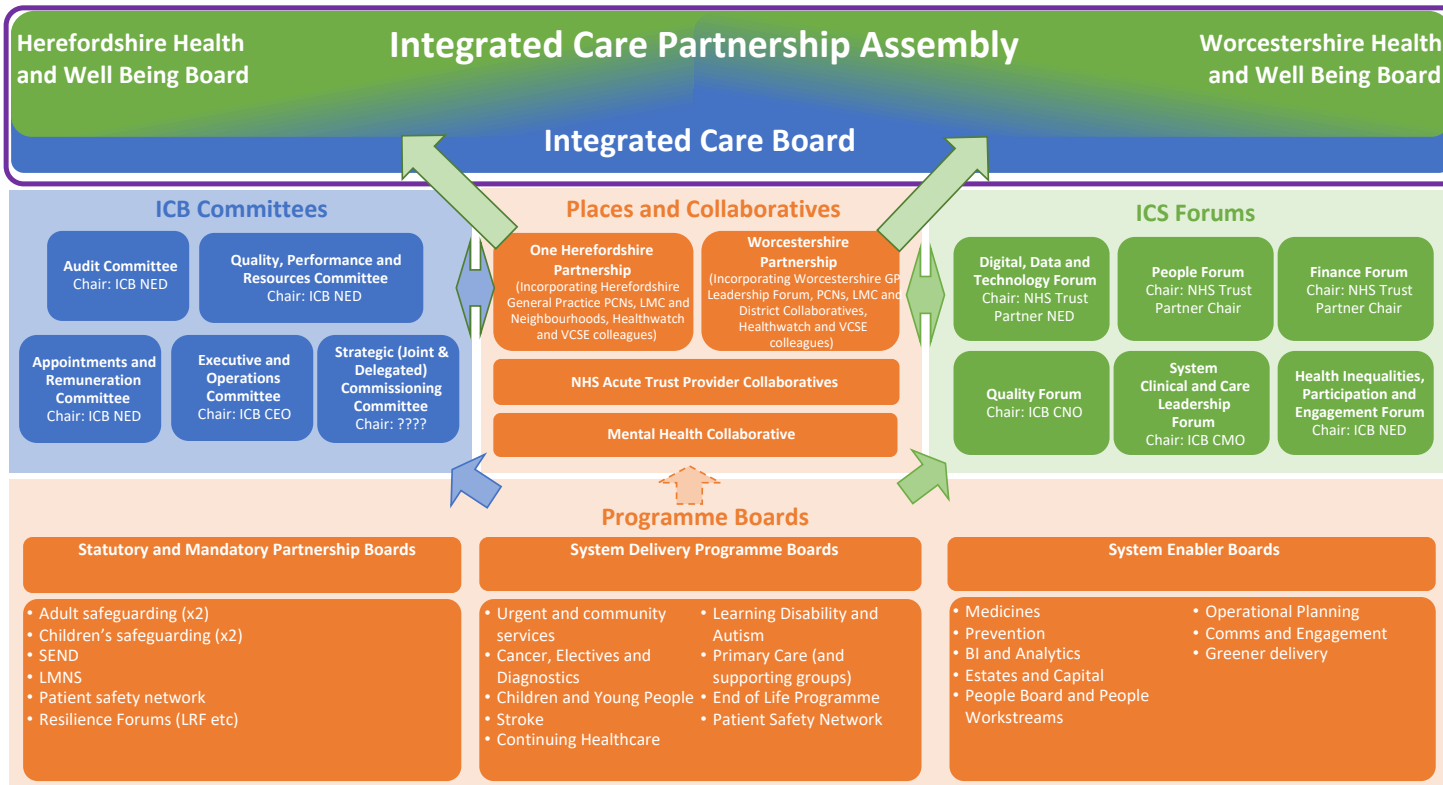 Herefordshire Health
and Well Being Board
Integrated Care Partnership Assembly
Worcestershire Health
and Well Being Board
Integrated Care Board
ICB Committees
Audit Committee
Chair: ICB NED
Quality, Performance and
Resources Committee
Chair: ICB NED
Appointments and
Remuneration
Committee
Chair: ICB NED
Executive and
Operations
Committee
Chair: ICB CEO
Strategic (Joint &
Delegated)
Commissioning
Committee
Chair: ????
Places and Collaboratives
One Herefordshire
Partnership
(Incorporating Herefordshire
General Practice PCNs, LMC and
Neighbourhoods, Healthwatch
and VCSE colleagues)
Worcestershire
Partnership
(Incorporating Worcestershire GP
Leadership Forum, PCNs, LMC and
District Collaboratives,
Healthwatch and VCSE
colleagues)
NHS Acute Trust Provider Collaboratives
Mental Health Collaborative
ICS Forums
Digital, Data and
Technology Forum
Chair: NHS Trust
Partner NED
People Forum
Chair: NHS Trust
Partner Chair
Finance Forum
Chair: NHS Trust
Partner Chair
Quality Forum
Chair: ICB CNO
System
Clinical and Care
Leadership
Forum
Chair: ICB CMO
Health Inequalities,
Participation and
Engagement Forum
Chair: ICB NED
Programme Boards
Statutory and Mandatory Partnership Boards
• Adult safeguarding (x2)
• Children's safeguarding (x2)
• SEND
• LMNS
• Patient safety network
• Resilience Forums (LRF etc)
System Delivery Programme Boards
• Urgent and community
services
• Cancer, Electives and
Diagnostics
• Children and Young People
• Stroke
• Continuing Healthcare
• Learning Disability and
Autism
• Primary Care (and
supporting groups)
• End of Life Programme
• Patient Safety Network
System Enabler Boards
• Medicines
• Prevention
• BI and Analytics
• Estates and Capital
• People Board and People
Workstreams
• Operational Planning
• Comms and Engagement
• Greener delivery